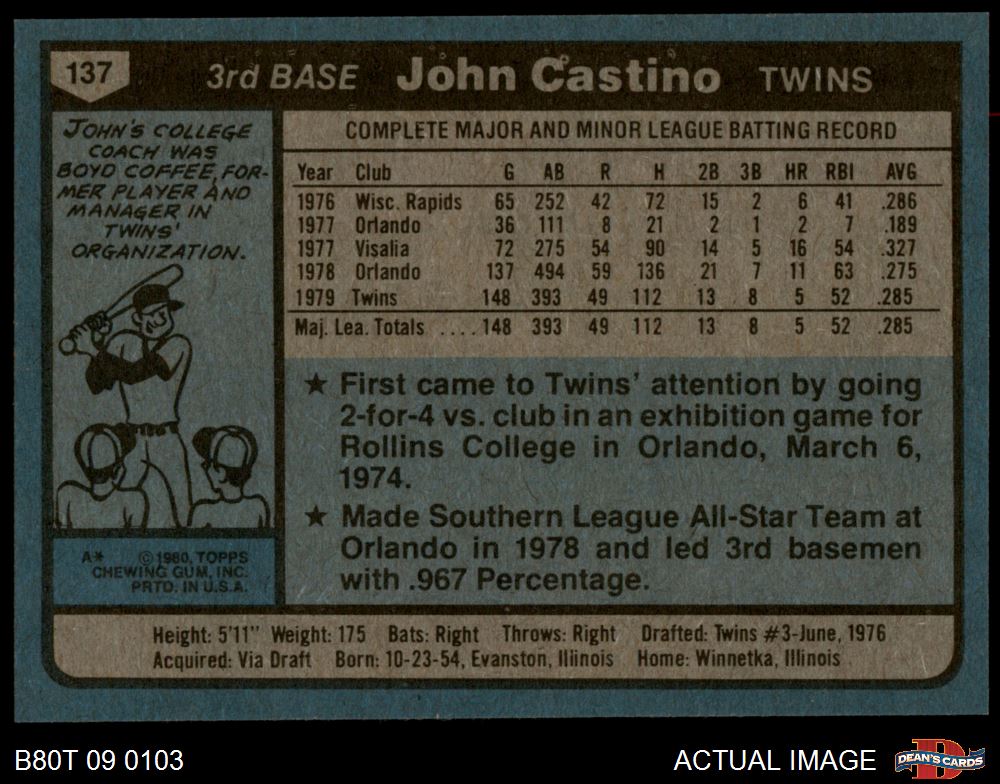 137 3rd BASE John Castino TWINS
JOHN'S COLLEGE
COACH WAS
BOYD COFFEE, FOR-
MER PLAYER AND
MANAGER IN
TWINS'
ORGANIZATION.
COMPLETE MAJOR AND MINOR LEAGUE BATTING RECORD
Year Club G AB R H 2B 3B HR RBI AVG
1976 Wisc. Rapids 65 252 42 72 15 2 6 41 .286
1977 Orlando 36 111 8 21 2 1 2 7 .189
1977 Visalia 72 275 54 90 14 5 16 54 .327
1978 Orlando 137 494 59 136 21 7 11 63 .275
1979 Twins 148 393 49 112 13 8 5 52 .285
Maj. Lea. Totals ....148 393 49 112 13 8 5 52 .285
★ First came to Twins' attention by going
2-for-4 vs. club in an exhibition game for
Rollins College in Orlando, March 6,
1974.
★ Made Southern League All-Star Team at
Orlando in 1978 and led 3rd basemen
with .967 Percentage.
A* ©1980, TOPPS
CHEWING GUM, INC.
PRTD. IN U.S.A.
Height: 5'11" Weight: 175 Bats: Right Throws: Right Drafted: Twins #3-June, 1976
Acquired: Via Draft Born: 10-23-54, Evanston, Illinois Home: Winnetka, Illinois
B80T 09 0103 ACTUAL IMAGE DEAN'S CARDS